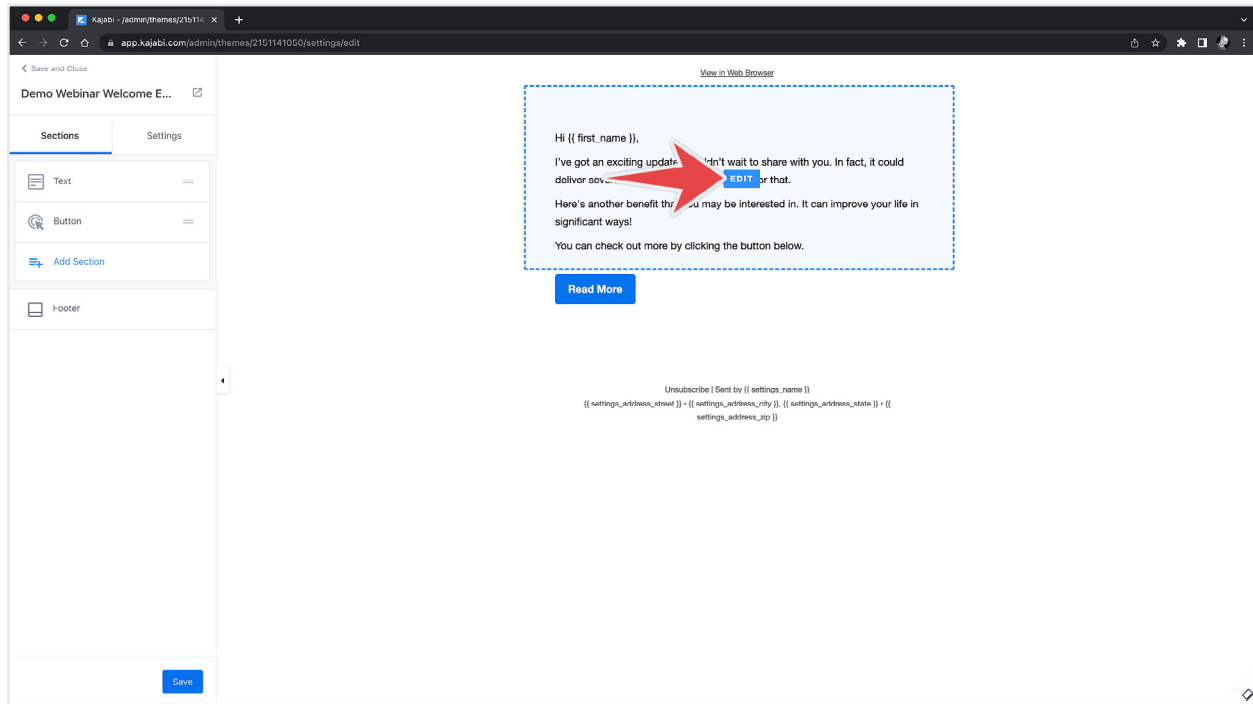 Kajabi - /admin/themes/215114
app.kajabi.com/admin/themes/2151141050/settings/edit
Save and Close
Demo Webinar Welcome E...
Sections
Settings
Text
Button
Add Section
Footer
Save
View in Web Browser
Hi {{ first_name }},
I've got an exciting update wait to share with you. In fact, it could
deliver EDIT that.
Here's another benefit may be interested in. It can improve your life in
significant ways!
You can check out more by clicking the button below.
Read More
Unsubscribe | Sent by {{ settings_name }}
{{ settings_address_street }} • {{ settings_address_city }}, {{ settings_address_state }} • {{
settings_address_zip }}